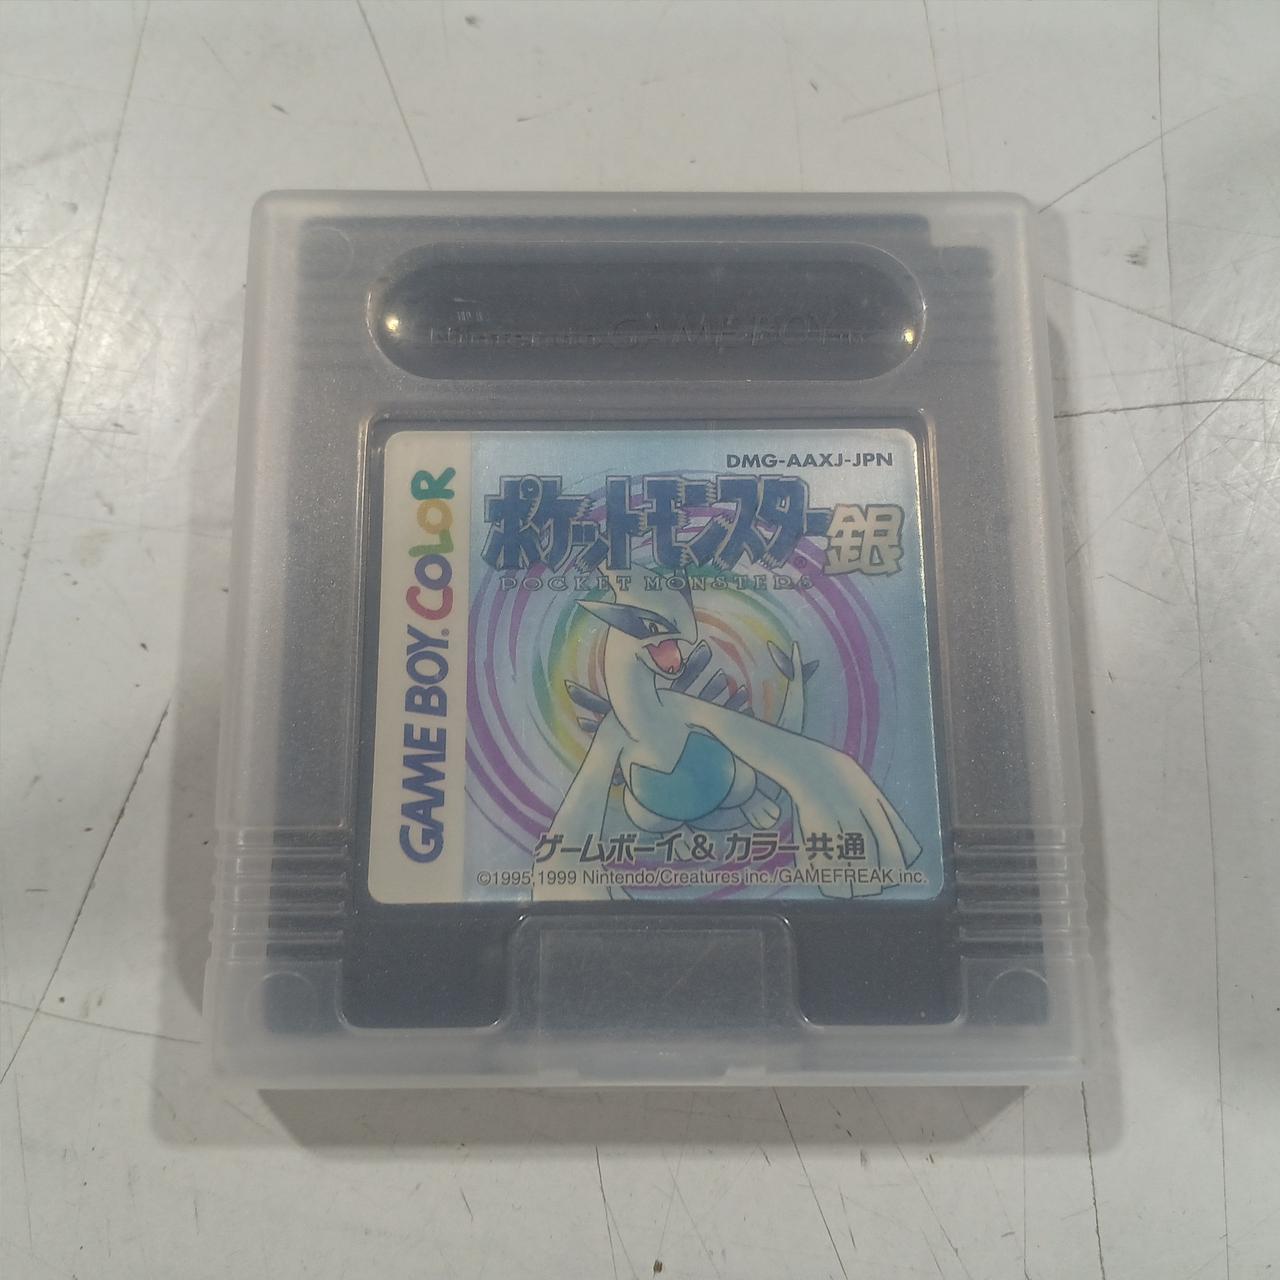 Nintendo GAME BOY TM
DMG-AAXJ-JPN
ポケットモンスター銀
POCKET MONSTERS
GAME BOY COLOR
ゲームボーイ & カラー 共通
©1995,1999 Nintendo/Creatures inc./GAMEFREAK inc.